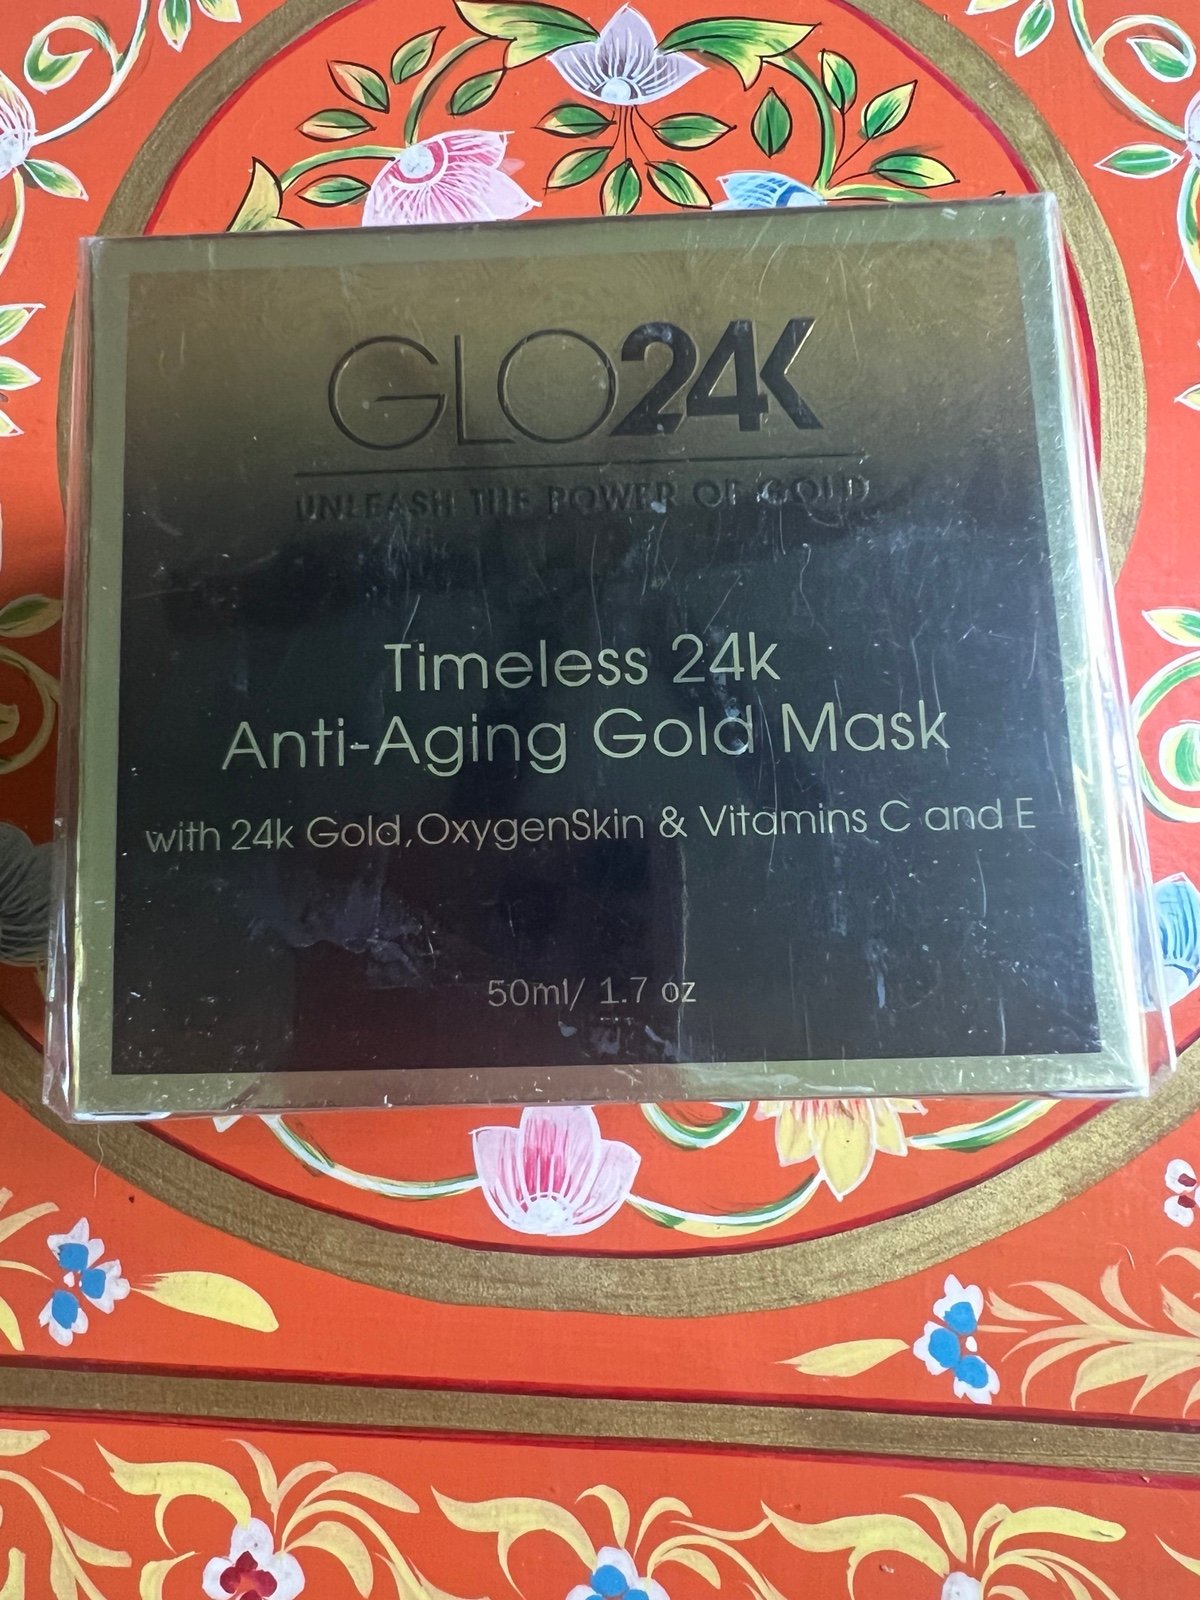 GLO24K
UNLEASH THE POWER OF GOLD
Timeless 24k
Anti-Aging Gold Mask
with 24k Gold,OxygenSkin & Vitamins C and E
50ml/ 1.7 oz